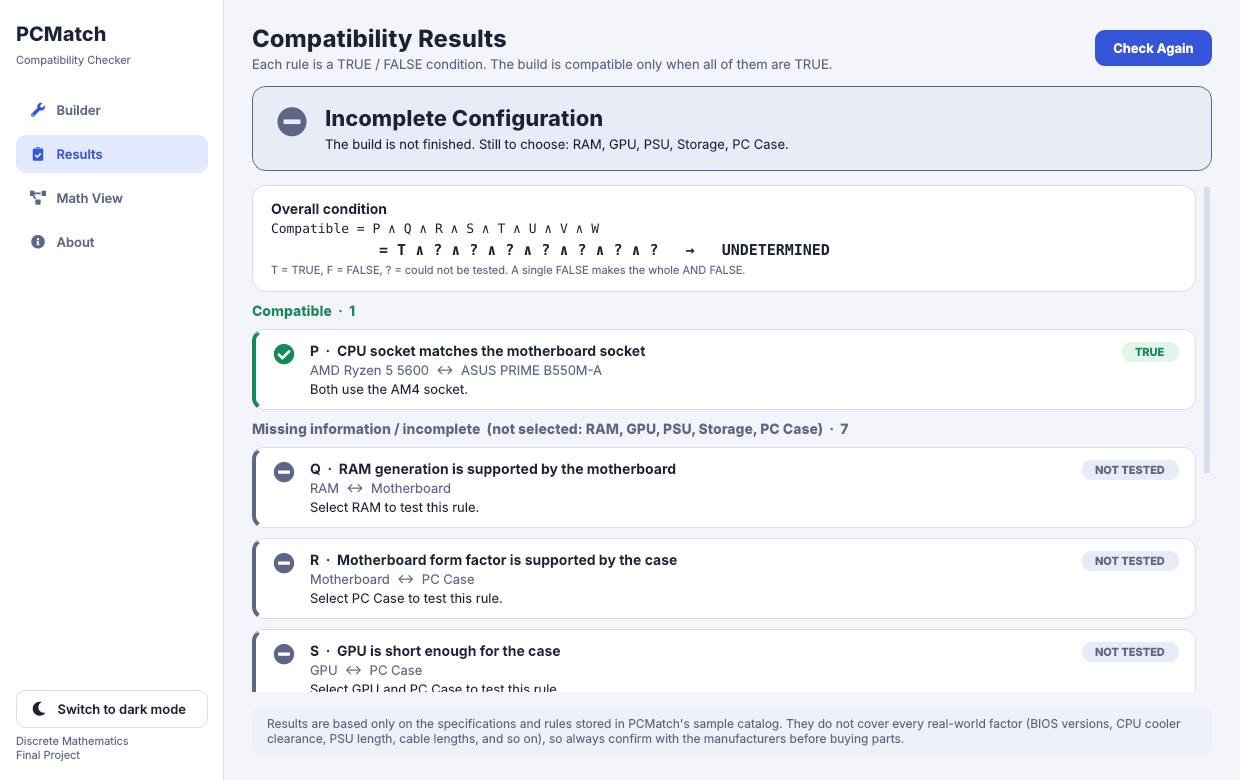 PCMatch
Compatibility Checker
Builder
Results
Math View
About
Switch to dark mode
Discrete Mathematics
Final Project
Compatibility Results
Each rule is a TRUE / FALSE condition. The build is compatible only when all of them are TRUE.
Check Again
Incomplete Configuration
The build is not finished. Still to choose: RAM, GPU, PSU, Storage, PC Case.
Overall condition
Compatible = P ∧ Q ∧ R ∧ S ∧ T ∧ U ∧ V ∧ W
= T ∧ ? ∧ ? ∧ ? ∧ ? ∧ ? ∧ ? ∧ ? → UNDETERMINED
T = TRUE, F = FALSE, ? = could not be tested. A single FALSE makes the whole AND FALSE.
Compatible · 1
P · CPU socket matches the motherboard socket
TRUE
AMD Ryzen 5 5600 ↔ ASUS PRIME B550M-A
Both use the AM4 socket.
Missing information / incomplete (not selected: RAM, GPU, PSU, Storage, PC Case) · 7
Q · RAM generation is supported by the motherboard
NOT TESTED
RAM ↔ Motherboard
Select RAM to test this rule.
R · Motherboard form factor is supported by the case
NOT TESTED
Motherboard ↔ PC Case
Select PC Case to test this rule.
S · GPU is short enough for the case
NOT TESTED
GPU ↔ PC Case
Select GPU and PC Case to test this rule.
Results are based only on the specifications and rules stored in PCMatch's sample catalog. They do not cover every real-world factor (BIOS versions, CPU cooler
clearance, PSU length, cable lengths, and so on), so always confirm with the manufacturers before buying parts.